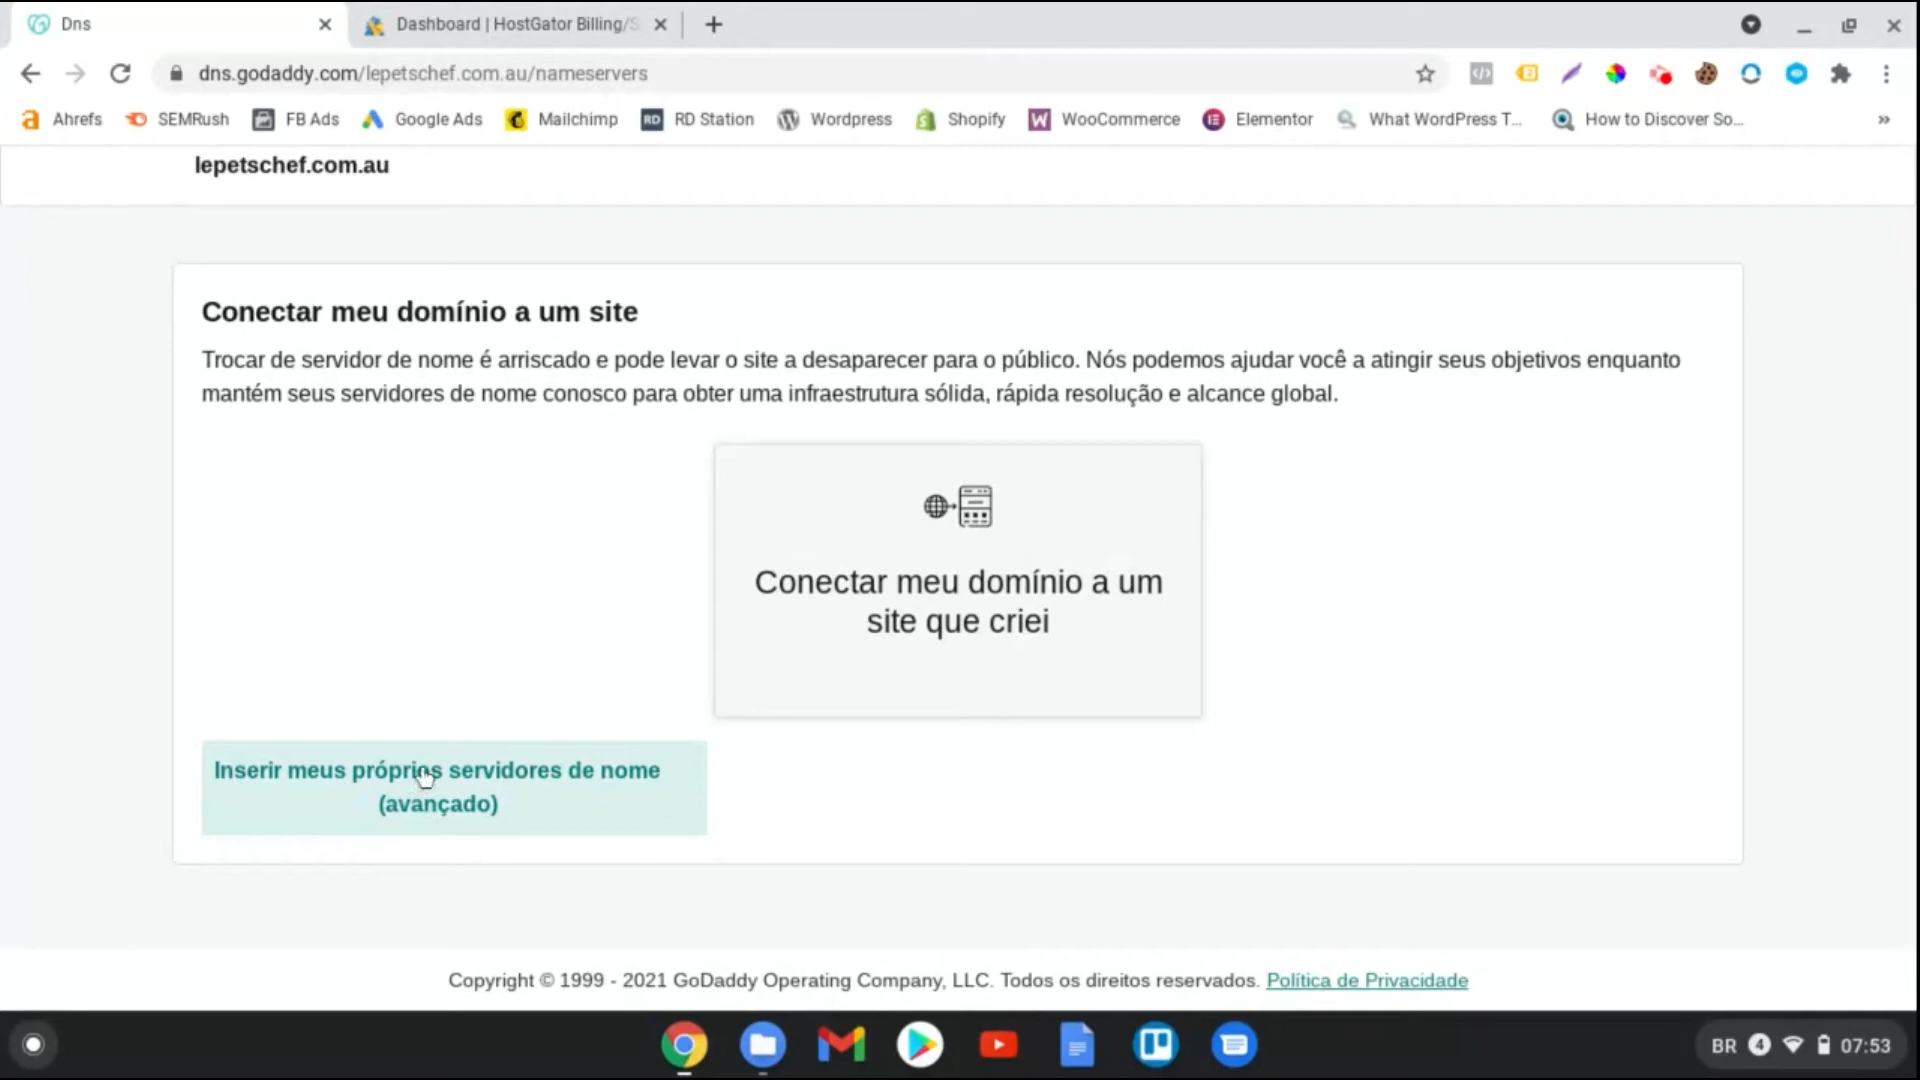 Dns
Dashboard | HostGator Billing/S
dns.godaddy.com/lepetschef.com.au/nameservers
Ahrefs SEMRush FB Ads Google Ads Mailchimp RD RD Station Wordpress Shopify WooCommerce Elementor What WordPress T... How to Discover So...
lepetschef.com.au
Conectar meu domínio a um site
Trocar de servidor de nome é arriscado e pode levar o site a desaparecer para o público. Nós podemos ajudar você a atingir seus objetivos enquanto
mantém seus servidores de nome conosco para obter uma infraestrutura sólida, rápida resolução e alcance global.
Conectar meu domínio a um
site que criei
Inserir meus próprios servidores de nome
(avançado)
Copyright © 1999 - 2021 GoDaddy Operating Company, LLC. Todos os direitos reservados. Política de Privacidade
BR 4 07:53